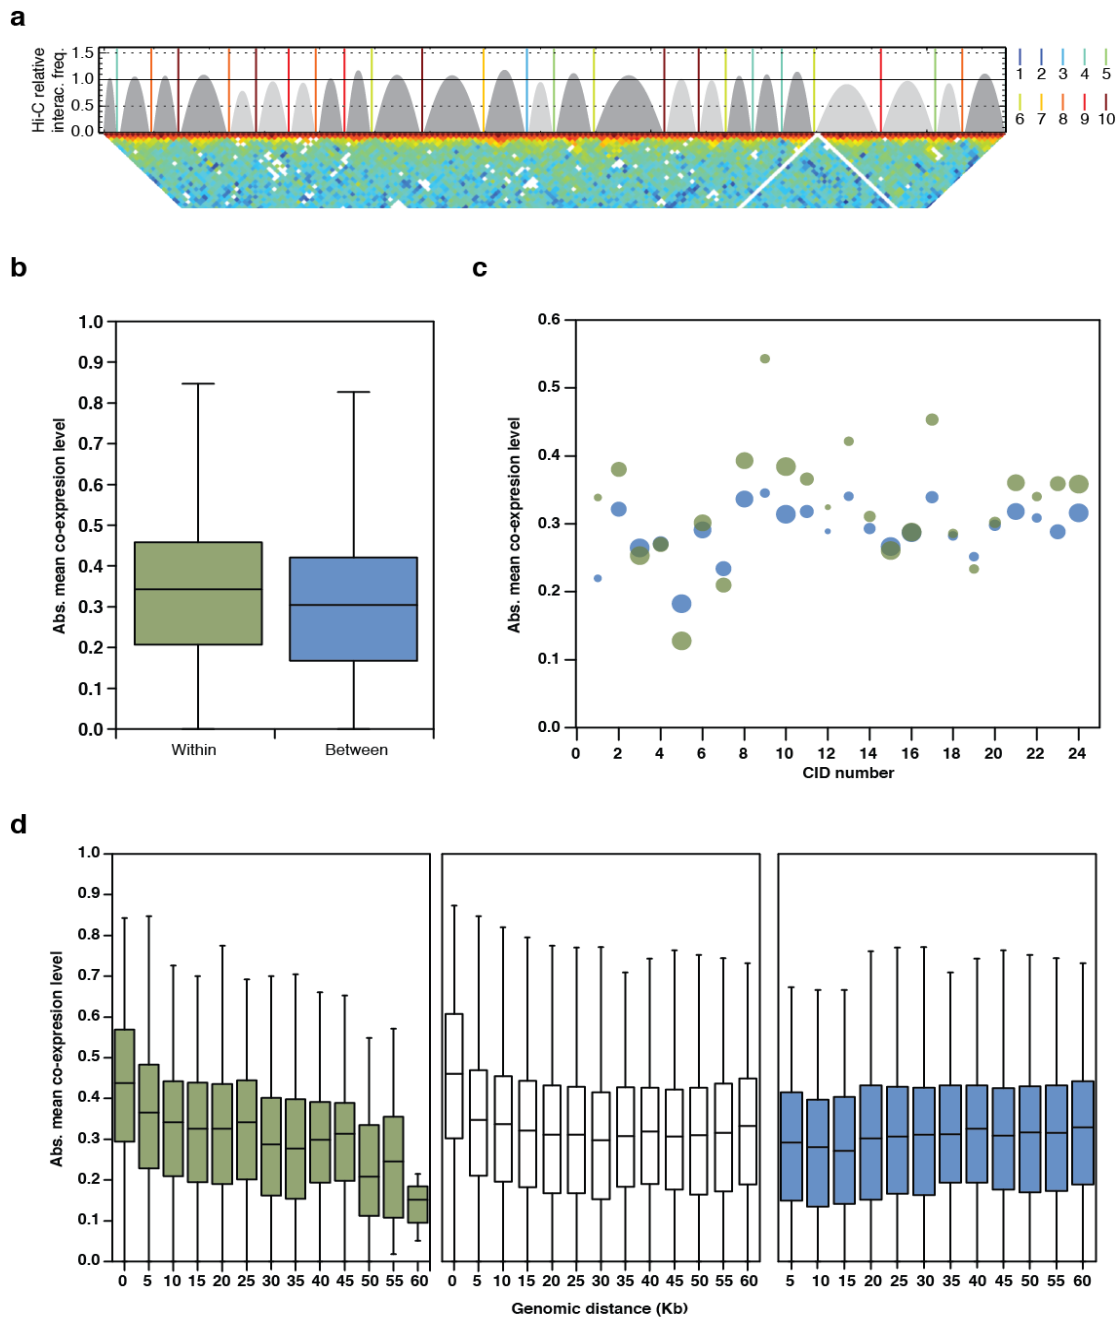 a
Hi-C relative
interac. freq.
1.5
1.0
0.5
0.0
1 2 3 4 5
6 7 8 9 10
b
c
Abs. mean co-expresion level
1.0
0.9
0.8
0.7
0.6
0.5
0.4
0.3
0.2
0.1
0.0
Within Between
Abs. mean co-expresion level
0.6
0.5
0.4
0.3
0.2
0.1
0.0
0 2 4 6 8 10 12 14 16 18 20 22 24
CID number
d
Abs. mean co-expresion level
1.0
0.9
0.8
0.7
0.6
0.5
0.4
0.3
0.2
0.1
0.0
0 5 10 15 20 25 30 35 40 45 50 55 60
0 5 10 15 20 25 30 35 40 45 50 55 60
5 10 15 20 25 30 35 40 45 50 55 60
Genomic distance (Kb)